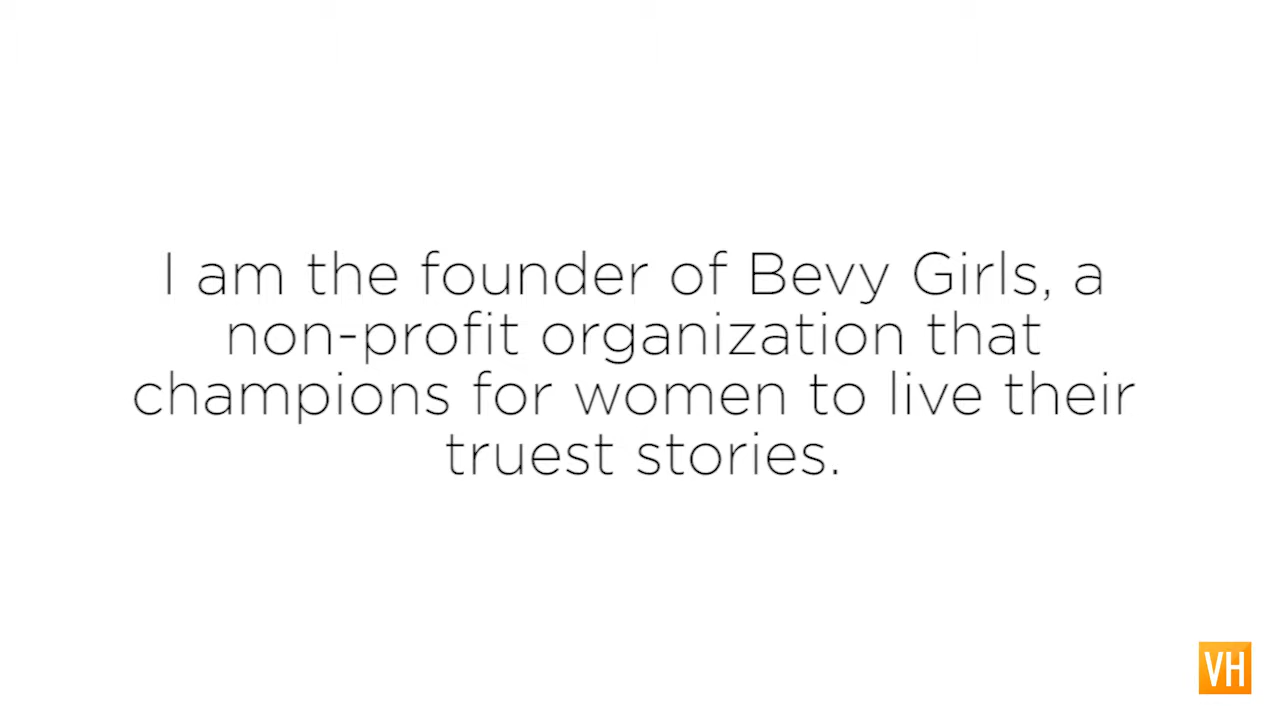 I am the founder of Bevy Girls, a
non-profit organization that
champions for women to live their
truest stories.
VH